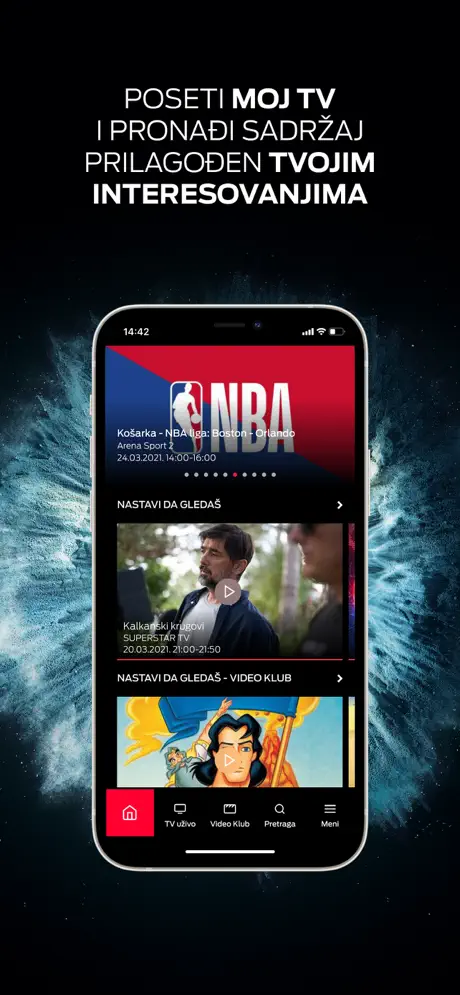 POSETI MOJ TV
I PRONAĐI SADRŽAJ
PRILAGOĐEN TVOJIM
INTERESOVANJIMA
14:42
NBA
Košarka - NBA liga: Boston - Orlando
Arena Sport 2
24.03.2021. 14:00-16:00
NASTAVI DA GLEDAŠ
Kalkanski krugovi
SUPERSTAR TV
20.03.2021. 21:00-21:50
NASTAVI DA GLEDAŠ - VIDEO KLUB
TV uživo
Video Klub
Pretraga
Meni